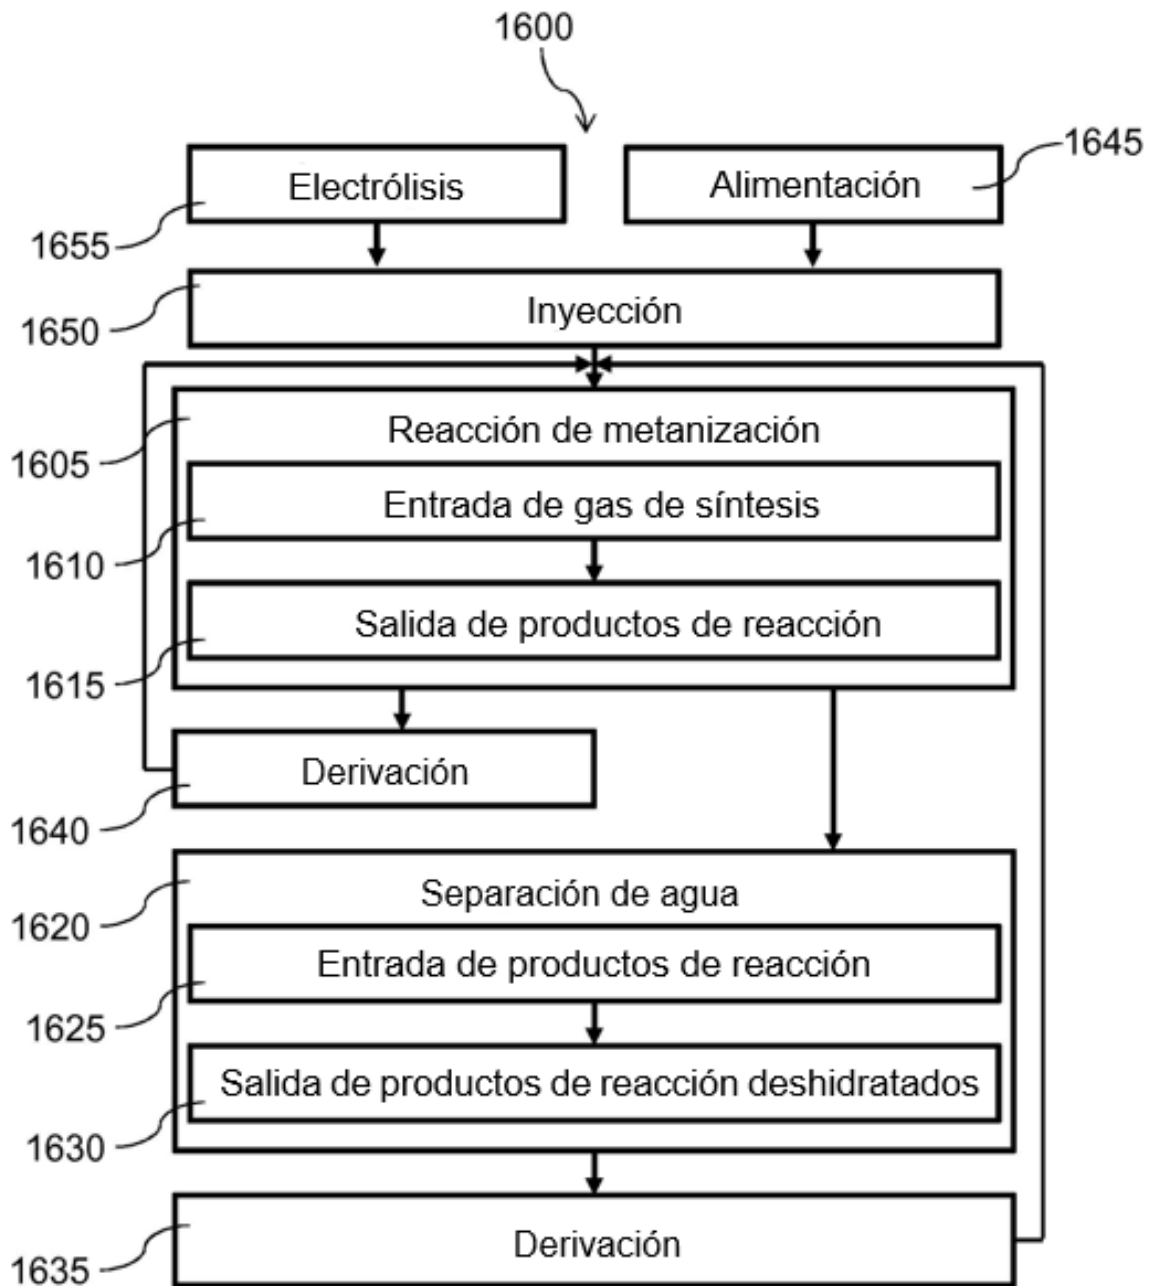 1600
1645
Electrólisis
Alimentación
1655
Inyección
1650
Reacción de metanización
1605
Entrada de gas de síntesis
1610
Salida de productos de reacción
1615
Derivación
1640
Separación de agua
1620
Entrada de productos de reacción
1625
Salida de productos de reacción deshidratados
1630
Derivación
1635